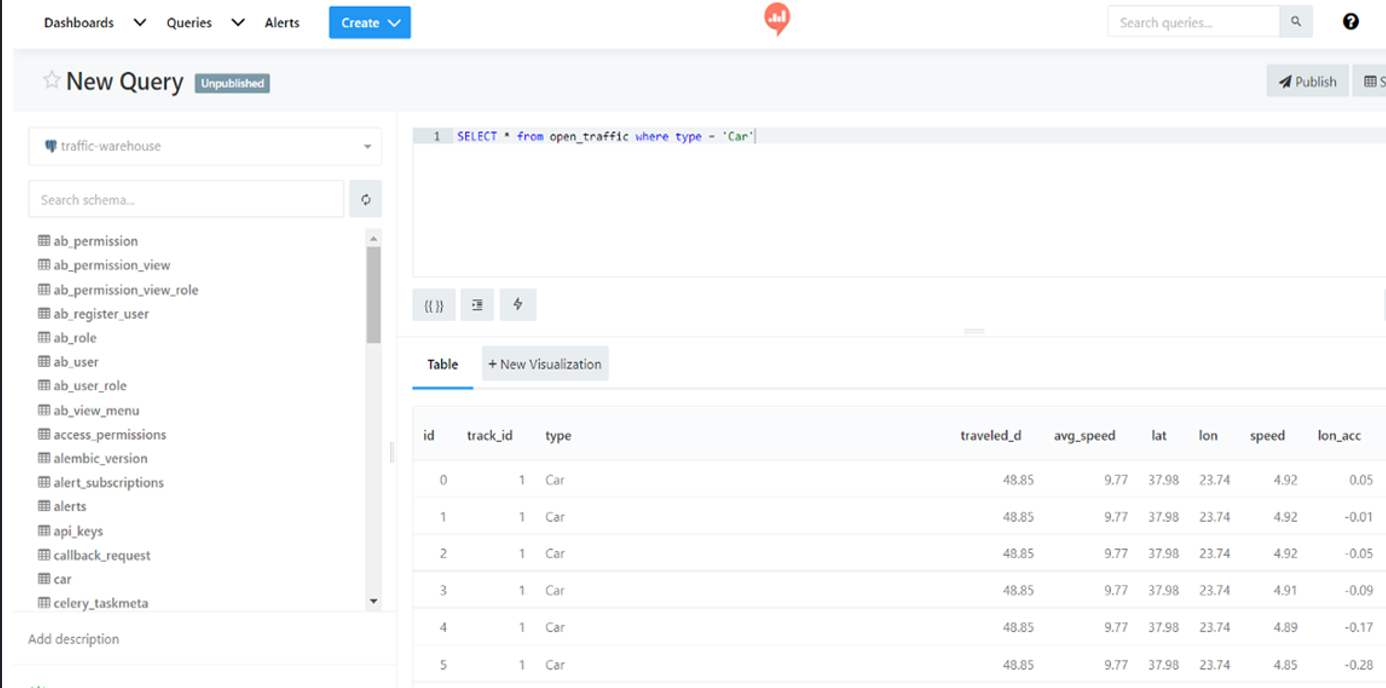 Dashboards Queries Alerts Create Search queries...
New Query Unpublished Publish S
traffic-warehouse
Search schema...
ab_permission
ab_permission_view
ab_permission_view_role
ab_register_user
ab_role
ab_user
ab_user_role
ab_view_menu
access_permissions
alembic_version
alert_subscriptions
alerts
api_keys
callback_request
car
celery_taskmeta
Add description
1 SELECT * from open_traffic where type = 'Car'
{{ }}
Table + New Visualization
id track_id type traveled_d avg_speed lat lon speed lon_acc
0 1 Car 48.85 9.77 37.98 23.74 4.92 0.05
1 1 Car 48.85 9.77 37.98 23.74 4.92 -0.01
2 1 Car 48.85 9.77 37.98 23.74 4.92 -0.05
3 1 Car 48.85 9.77 37.98 23.74 4.91 -0.09
4 1 Car 48.85 9.77 37.98 23.74 4.89 -0.17
5 1 Car 48.85 9.77 37.98 23.74 4.85 -0.28